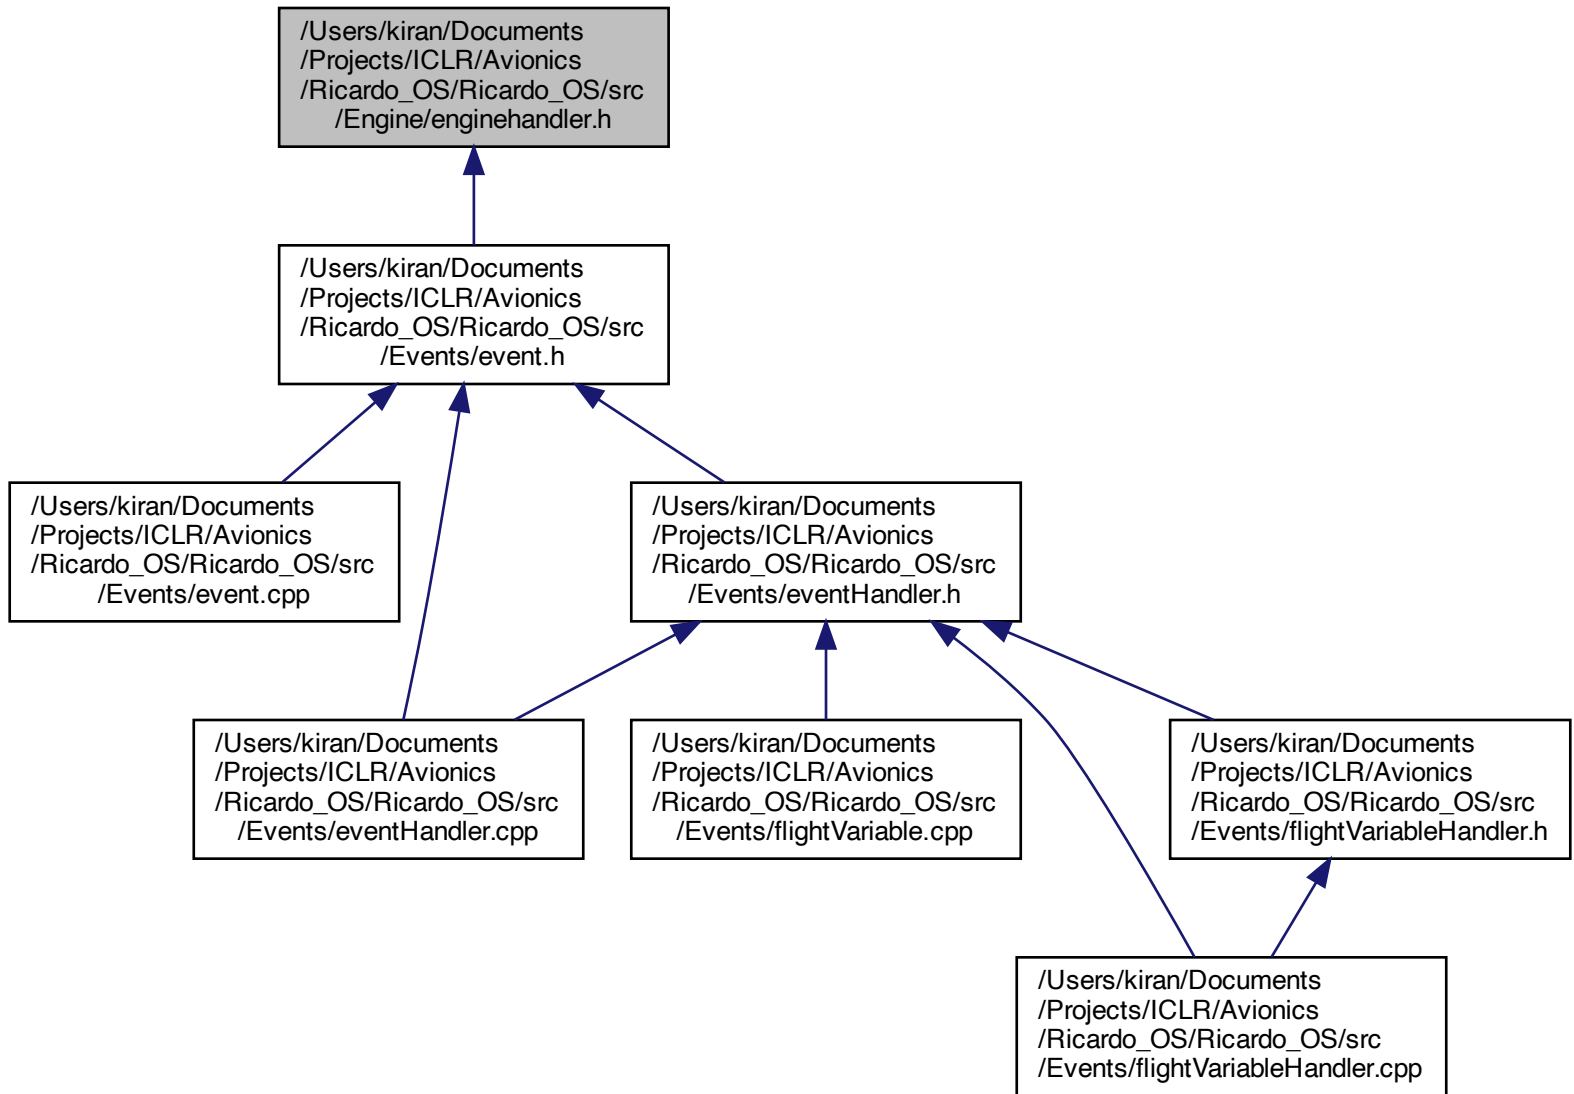 /Users/kiran/Documents
/Projects/ICLR/Avionics
/Ricardo_OS/Ricardo_OS/src
/Engine/enginehandler.h
/Users/kiran/Documents
/Projects/ICLR/Avionics
/Ricardo_OS/Ricardo_OS/src
/Events/event.h
/Users/kiran/Documents
/Projects/ICLR/Avionics
/Ricardo_OS/Ricardo_OS/src
/Events/event.cpp
/Users/kiran/Documents
/Projects/ICLR/Avionics
/Ricardo_OS/Ricardo_OS/src
/Events/eventHandler.h
/Users/kiran/Documents
/Projects/ICLR/Avionics
/Ricardo_OS/Ricardo_OS/src
/Events/eventHandler.cpp
/Users/kiran/Documents
/Projects/ICLR/Avionics
/Ricardo_OS/Ricardo_OS/src
/Events/flightVariable.cpp
/Users/kiran/Documents
/Projects/ICLR/Avionics
/Ricardo_OS/Ricardo_OS/src
/Events/flightVariableHandler.h
/Users/kiran/Documents
/Projects/ICLR/Avionics
/Ricardo_OS/Ricardo_OS/src
/Events/flightVariableHandler.cpp